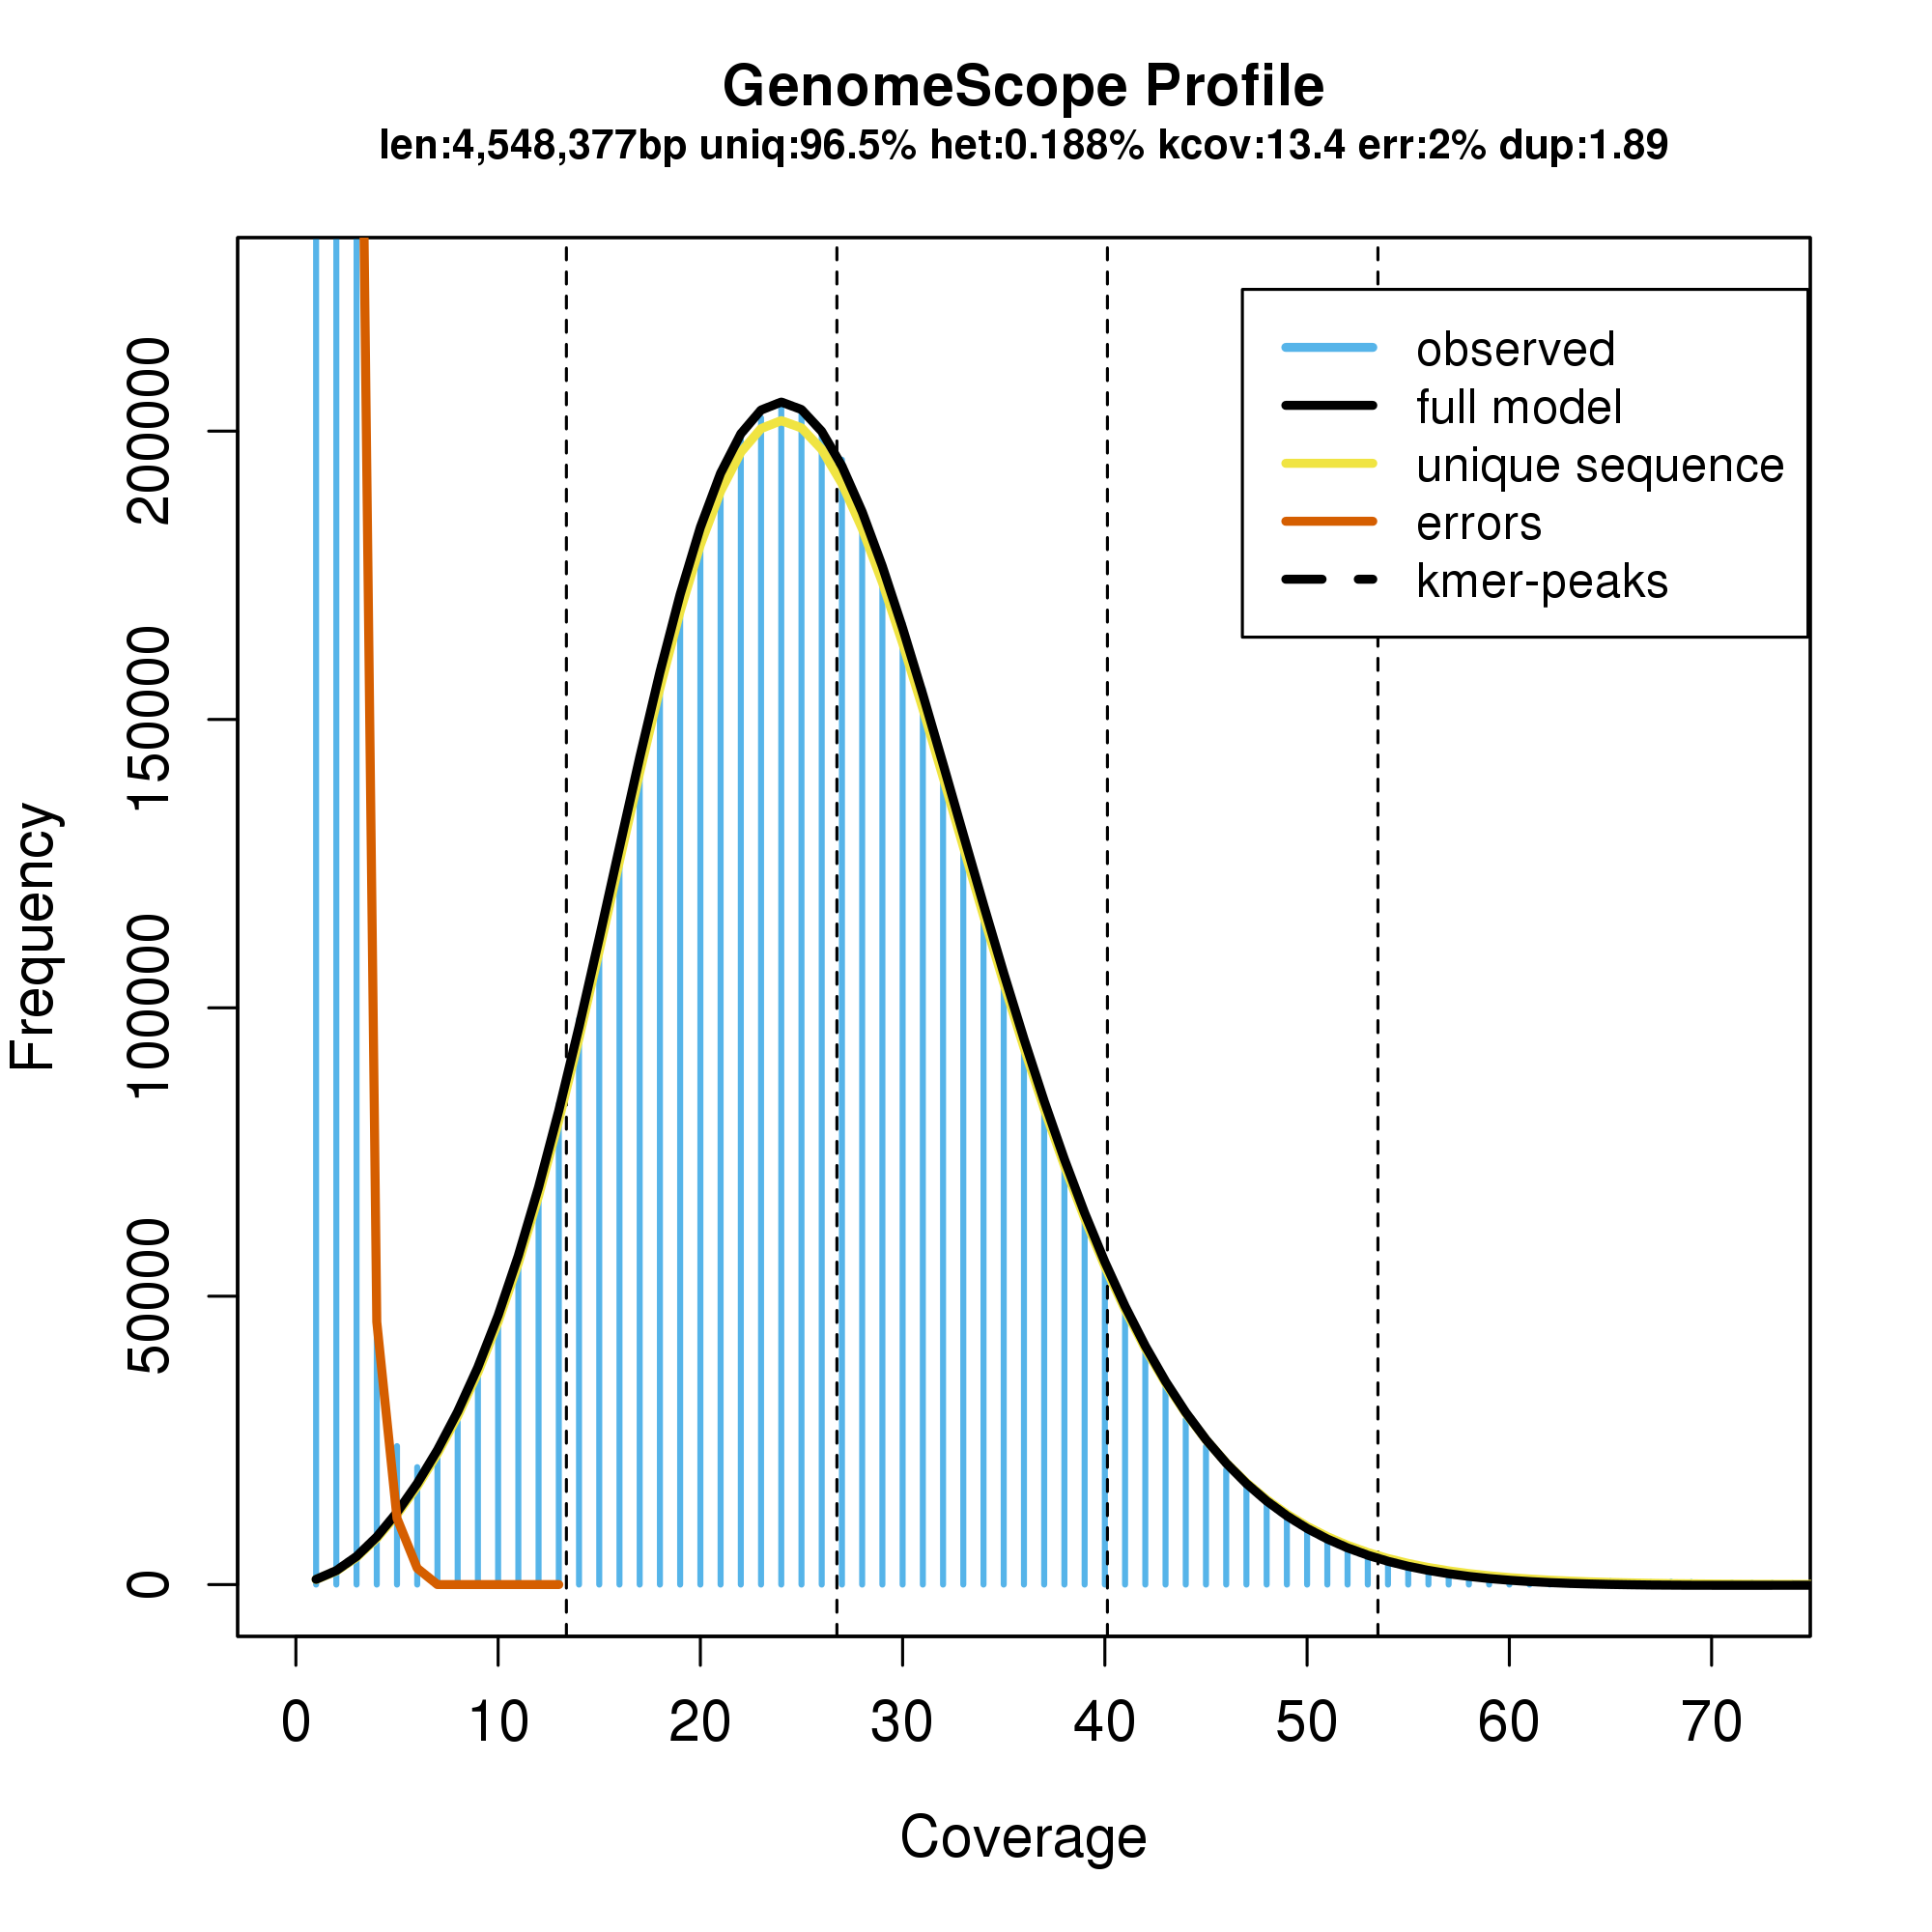 GenomeScope Profile
len:4,548,377bp uniq:96.5% het:0.188% kcov:13.4 err:2% dup:1.89
observed
full model
unique sequence
errors
kmer-peaks
Frequency
200000
150000
100000
50000
0
0 10 20 30 40 50 60 70
Coverage